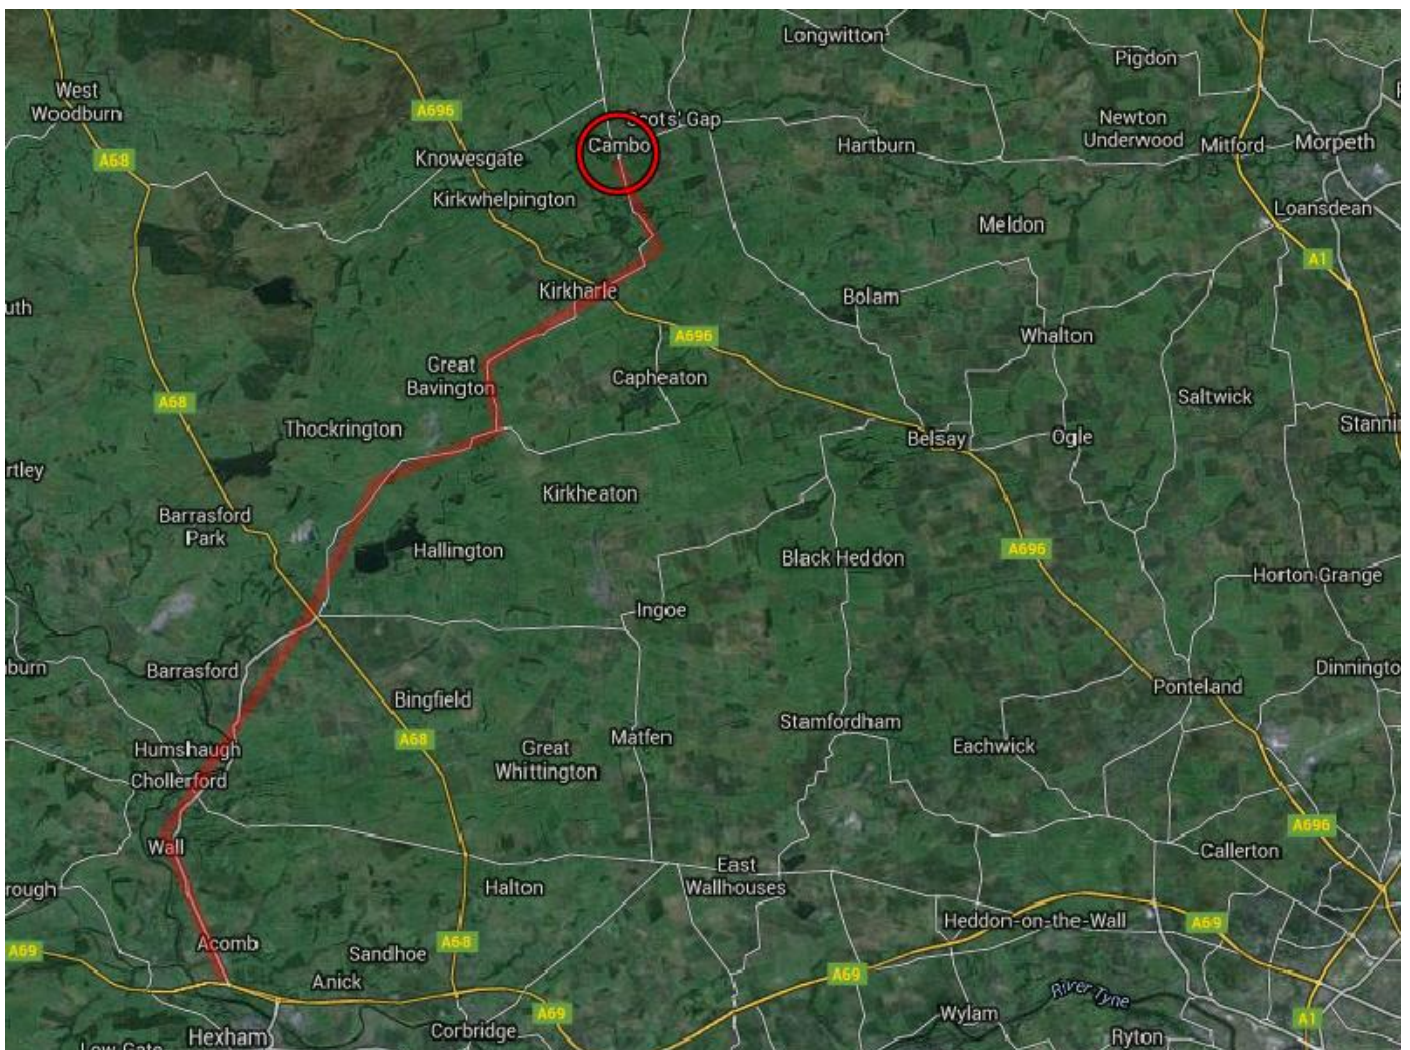 Longwitton
Pigdon
West
Woodburn
A696
Scots' Gap
Newton
Underwood
Cambo
Hartburn
Mitford
Morpeth
A68
Knowesgate
Kirkwhelpington
Loansdean
Meldon
A1
Kirkharle
Bolam
uth
A696
Whalton
Great
Bavington
Capheaton
Saltwick
A68
Thockrington
Belsay
Ogle
Stannin
rtley
Kirkheaton
Barrasford
Park
Hallington
Black Heddon
A696
Horton Grange
Ingoe
burn
Barrasford
Dinningto
Bingfield
Ponteland
Stamfordham
A68
Matfen
Eachwick
Humshaugh
Great
Whittington
Chollerford
A696
Wall
Callerton
East
Wallhouses
rough
Halton
Heddon-on-the-Wall
A69
Acomb
A68
A69
Sandhoe
Anick
A69
River Tyne
A69
Wylam
A1
Hexham
Corbridge
Ryton
Low Gate